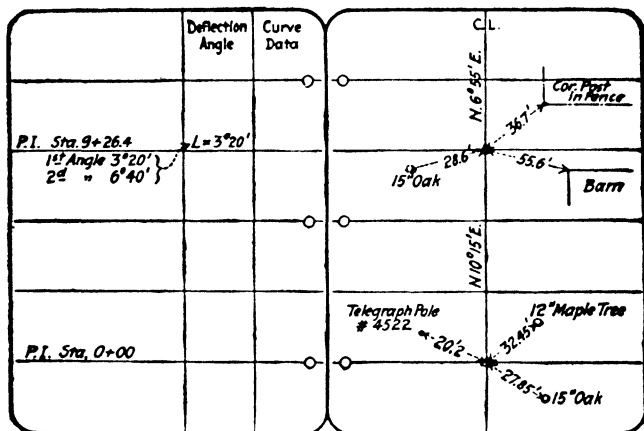 Deflection Angle
Curve Data
P.I. Sta. 9+26.4
L = 3°20'
1st Angle 3°20'
2d " 6°40'
P.I. Sta. 0+00
C.L.
N.6°55'E.
Cor. Post
in Fence
36.7'
28.6'
55.6'
15"Oak
Barn
N10°15'E.
Telegraph Pole
# 4522
12"Maple Tree
20.'2
32.45'
27.85'
15"Oak